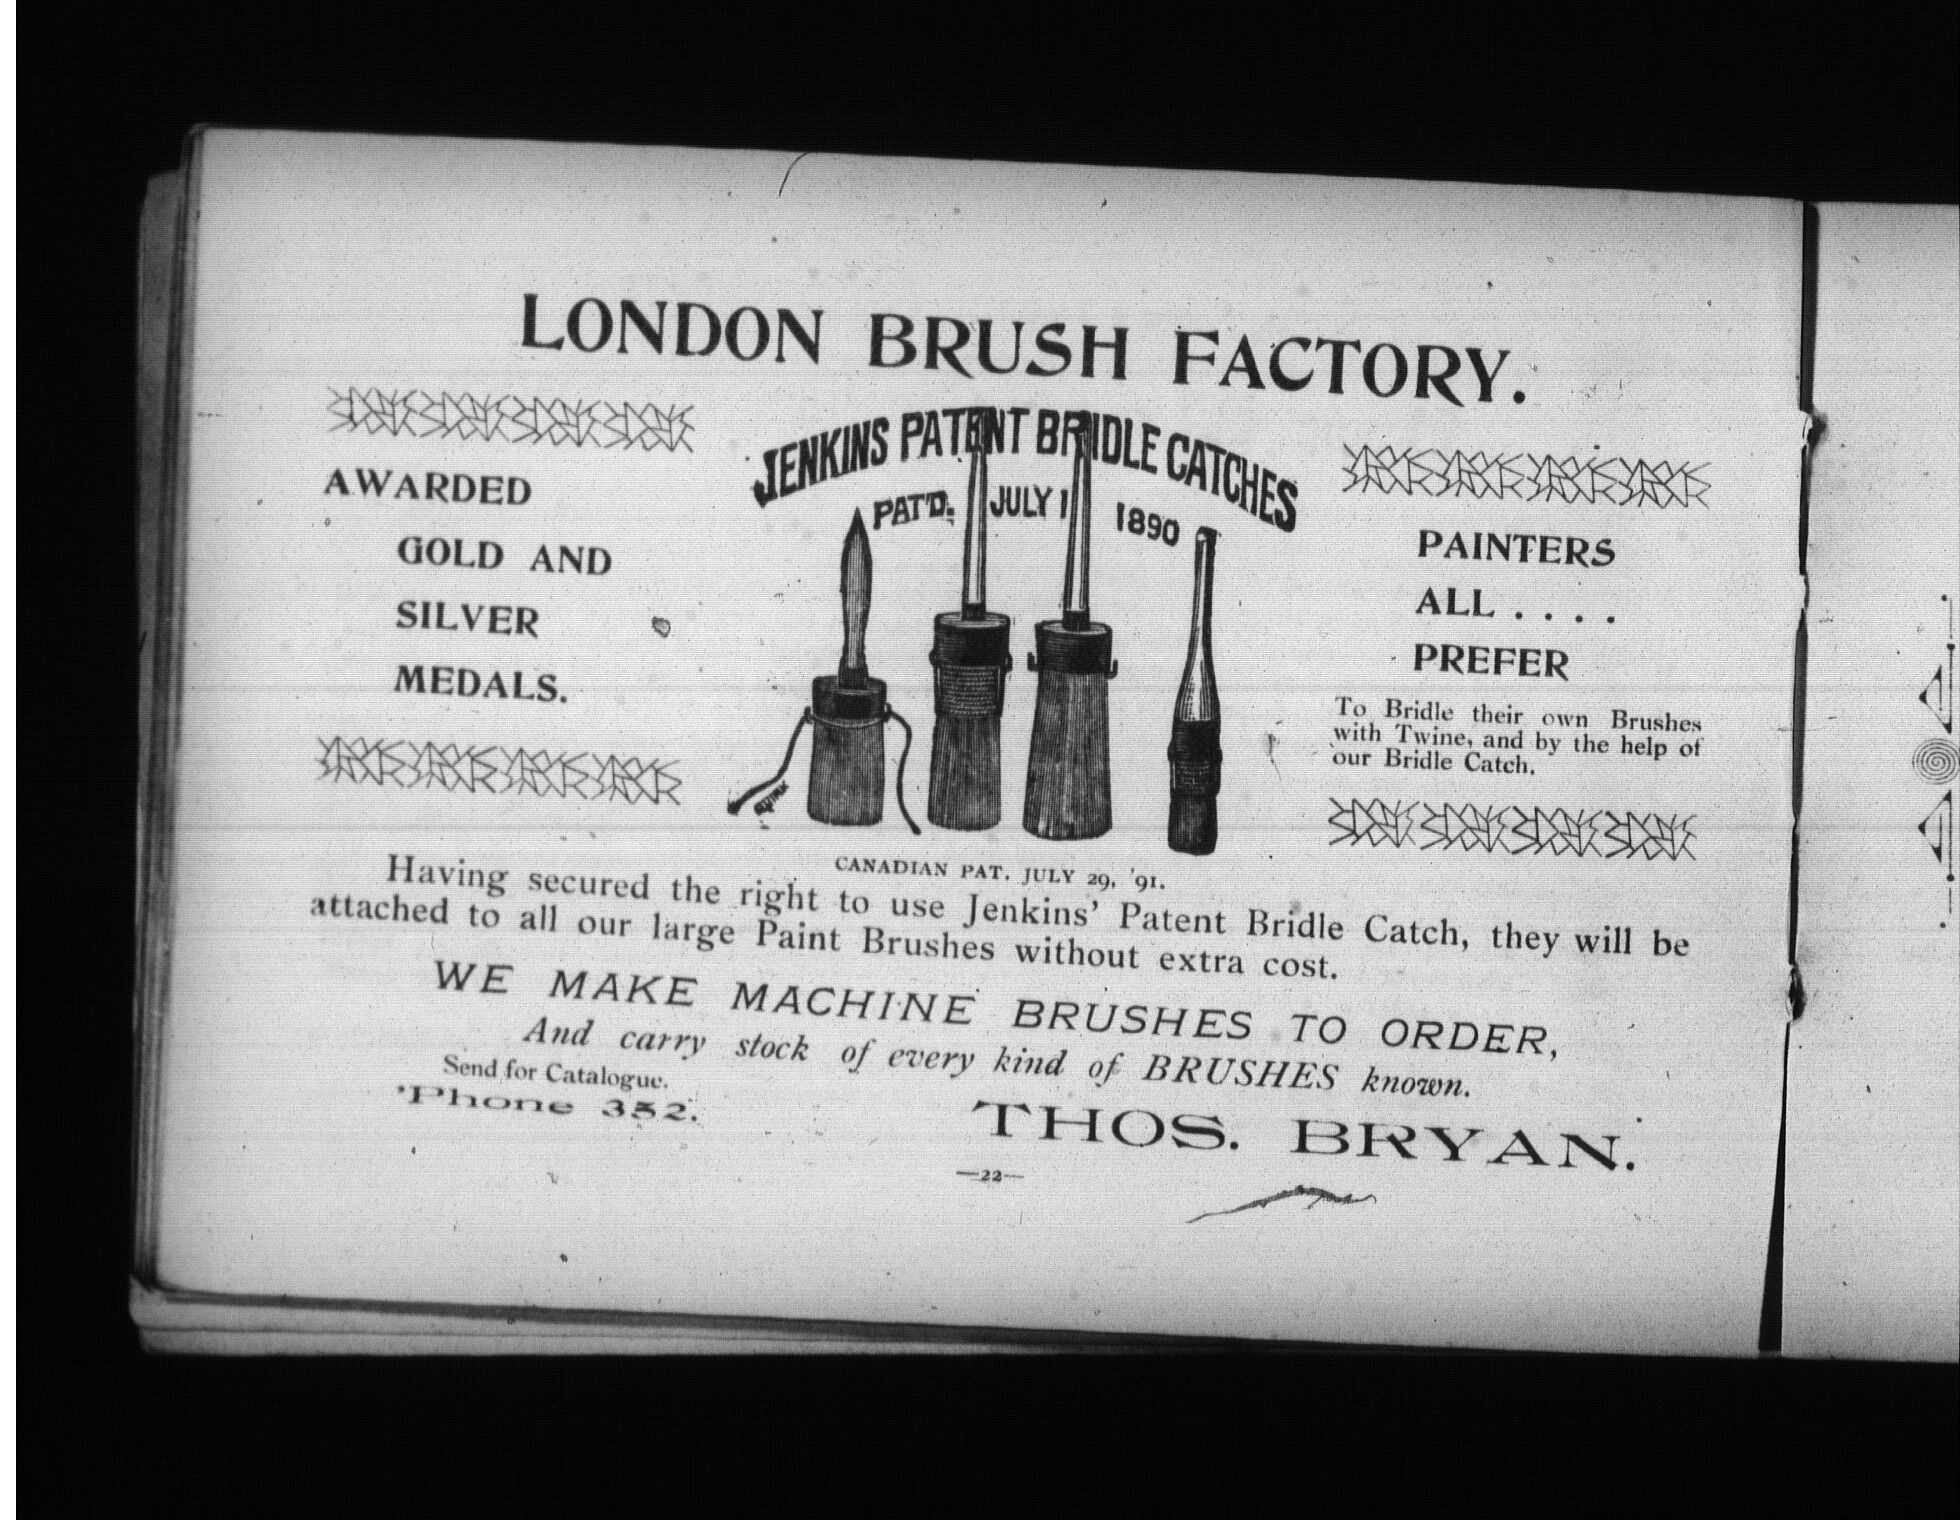 LONDON BRUSH FACTORY.
JENKINS PATENT BRIDLE CATCHES
PAT'D. JULY 1 1890
AWARDED
GOLD AND
SILVER
MEDALS.
PAINTERS
ALL . . . .
PREFER
To Bridle their own Brushes
with Twine, and by the help of
our Bridle Catch.
CANADIAN PAT. JULY 29, '91.
Having secured the right to use Jenkins' Patent Bridle Catch, they will be
attached to all our large Paint Brushes without extra cost.
WE MAKE MACHINE BRUSHES TO ORDER,
And carry stock of every kind of BRUSHES known.
Send for Catalogue.
'Phone 352.
THOS. BRYAN.
—22—